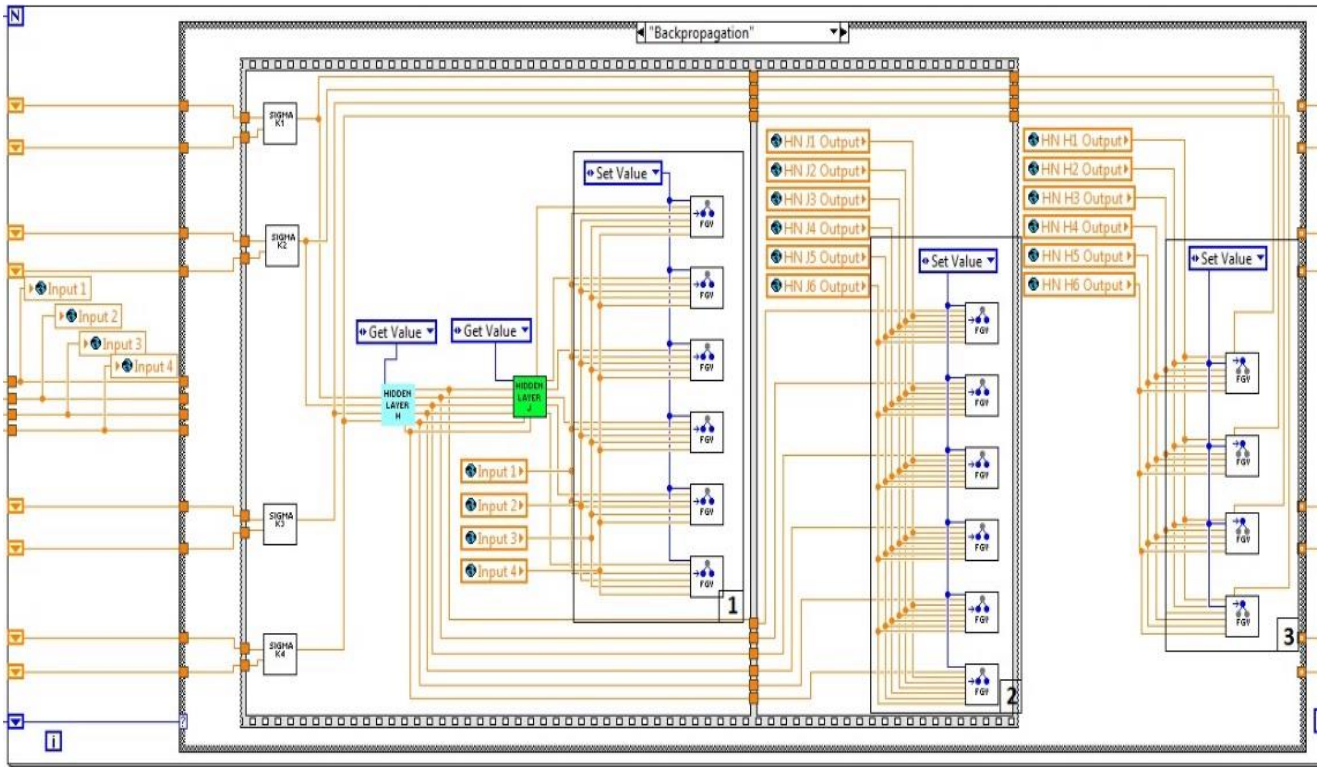 N
"Backpropagation"
SIGMA
K1
SIGMA
K2
SIGMA
K3
SIGMA
K4
Input 1
Input 2
Input 3
Input 4
Get Value
Get Value
HIDDEN
LAYER
H
HIDDEN
LAYER
J
Input 1
Input 2
Input 3
Input 4
Set Value
FGV
FGV
FGV
FGV
FGV
FGV
1
HN J1 Output
HN J2 Output
HN J3 Output
HN J4 Output
HN J5 Output
HN J6 Output
Set Value
FGV
FGV
FGV
FGV
FGV
FGV
2
HN H1 Output
HN H2 Output
HN H3 Output
HN H4 Output
HN H5 Output
HN H6 Output
Set Value
FGV
FGV
FGV
FGV
3
?
i